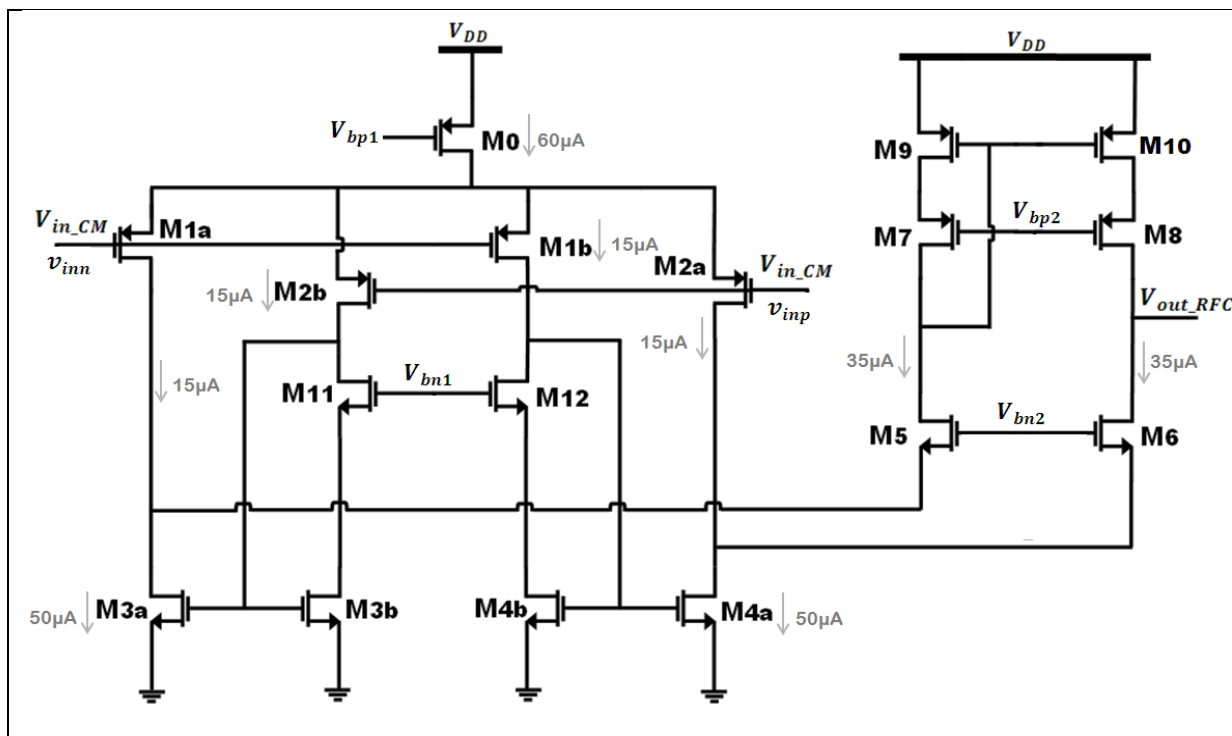 V_DD
V_DD
V_bp1
M0
60µA
M9
M10
V_in_CM
v_inn
M1a
M1b
15µA
M2a
V_in_CM
v_inp
V_bp2
M7
M8
15µA
M2b
V_out_RFC
15µA
15µA
M11
V_bn1
M12
35µA
35µA
M5
V_bn2
M6
50µA
M3a
M3b
M4b
M4a
50µA